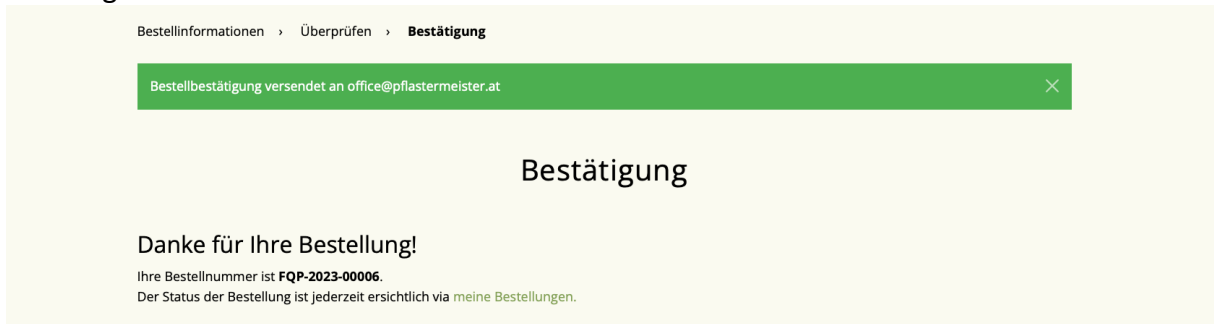 Bestellinformationen › Überprüfen › Bestätigung
Bestellbestätigung versendet an office@pflastermeister.at
Bestätigung
Danke für Ihre Bestellung!
Ihre Bestellnummer ist FQP-2023-00006.
Der Status der Bestellung ist jederzeit ersichtlich via meine Bestellungen.